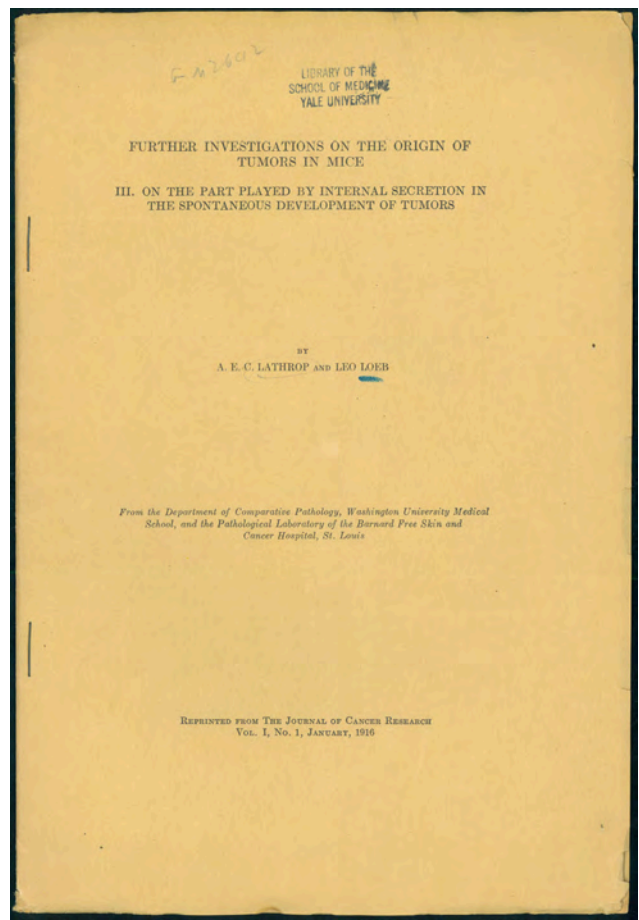 LIBRARY OF THE
SCHOOL OF MEDICINE
YALE UNIVERSITY
FURTHER INVESTIGATIONS ON THE ORIGIN OF
TUMORS IN MICE
III. ON THE PART PLAYED BY INTERNAL SECRETION IN
THE SPONTANEOUS DEVELOPMENT OF TUMORS
BY
A. E. C. LATHROP AND LEO LOEB
From the Department of Comparative Pathology, Washington University Medical
School, and the Pathological Laboratory of the Barnard Free Skin and
Cancer Hospital, St. Louis
REPRINTED FROM THE JOURNAL OF CANCER RESEARCH
VOL. I, NO. 1, JANUARY, 1916